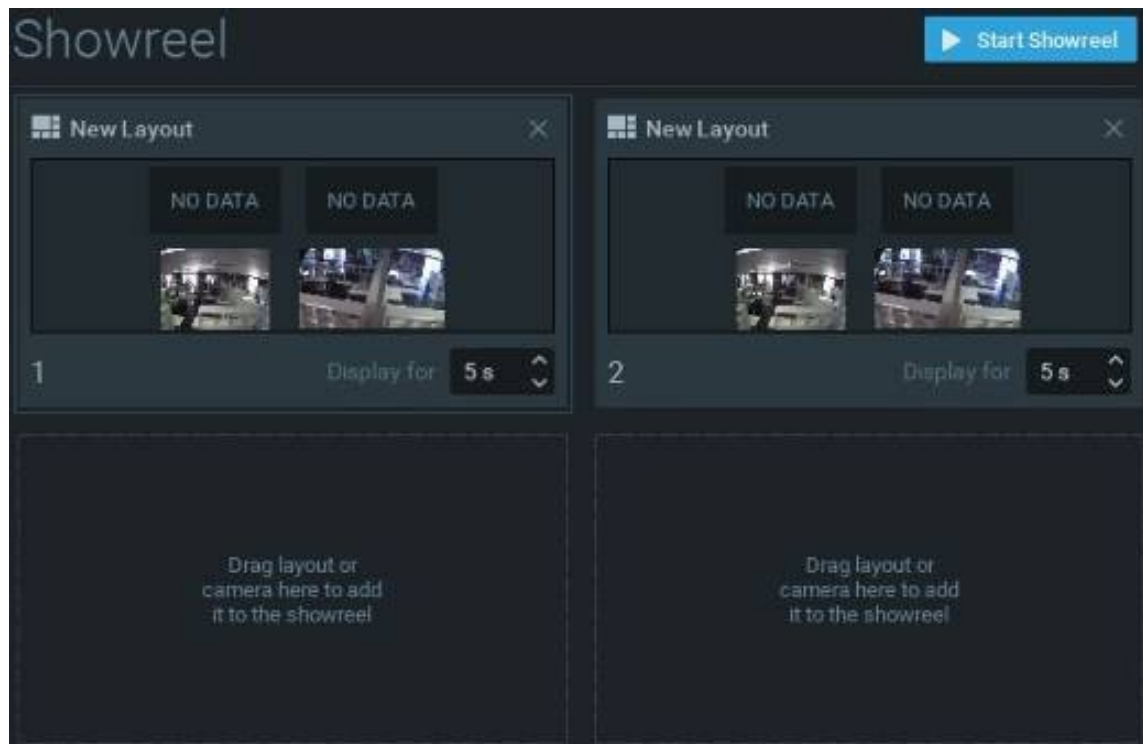 Showreel
Start Showreel
New Layout
New Layout
NO DATA NO DATA
NO DATA NO DATA
1 Display for 5 s
2 Display for 5 s
Drag layout or
camera here to add
it to the showreel
Drag layout or
camera here to add
it to the showreel